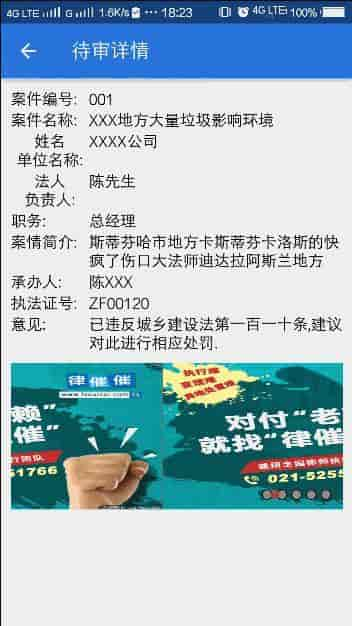 4G LTE G 1.6K/s ··· 18:23 4G LTE 100%
待审详情
案件编号: 001
案件名称: XXX地方大量垃圾影响环境
姓名 XXXX公司
单位名称:
法人 陈先生
负责人:
职务: 总经理
案情简介: 斯蒂芬哈市地方卡斯蒂芬卡洛斯的快
疯了伤口大法师迪达拉阿斯兰地方
承办人: 陈XXX
执法证号: ZF00120
意见: 已违反城乡建设法第一百一十条,建议
对此进行相应处罚.
律催催
赖"
催"
行团队
51766
执行难
对付"老
就找"律催
021-5255